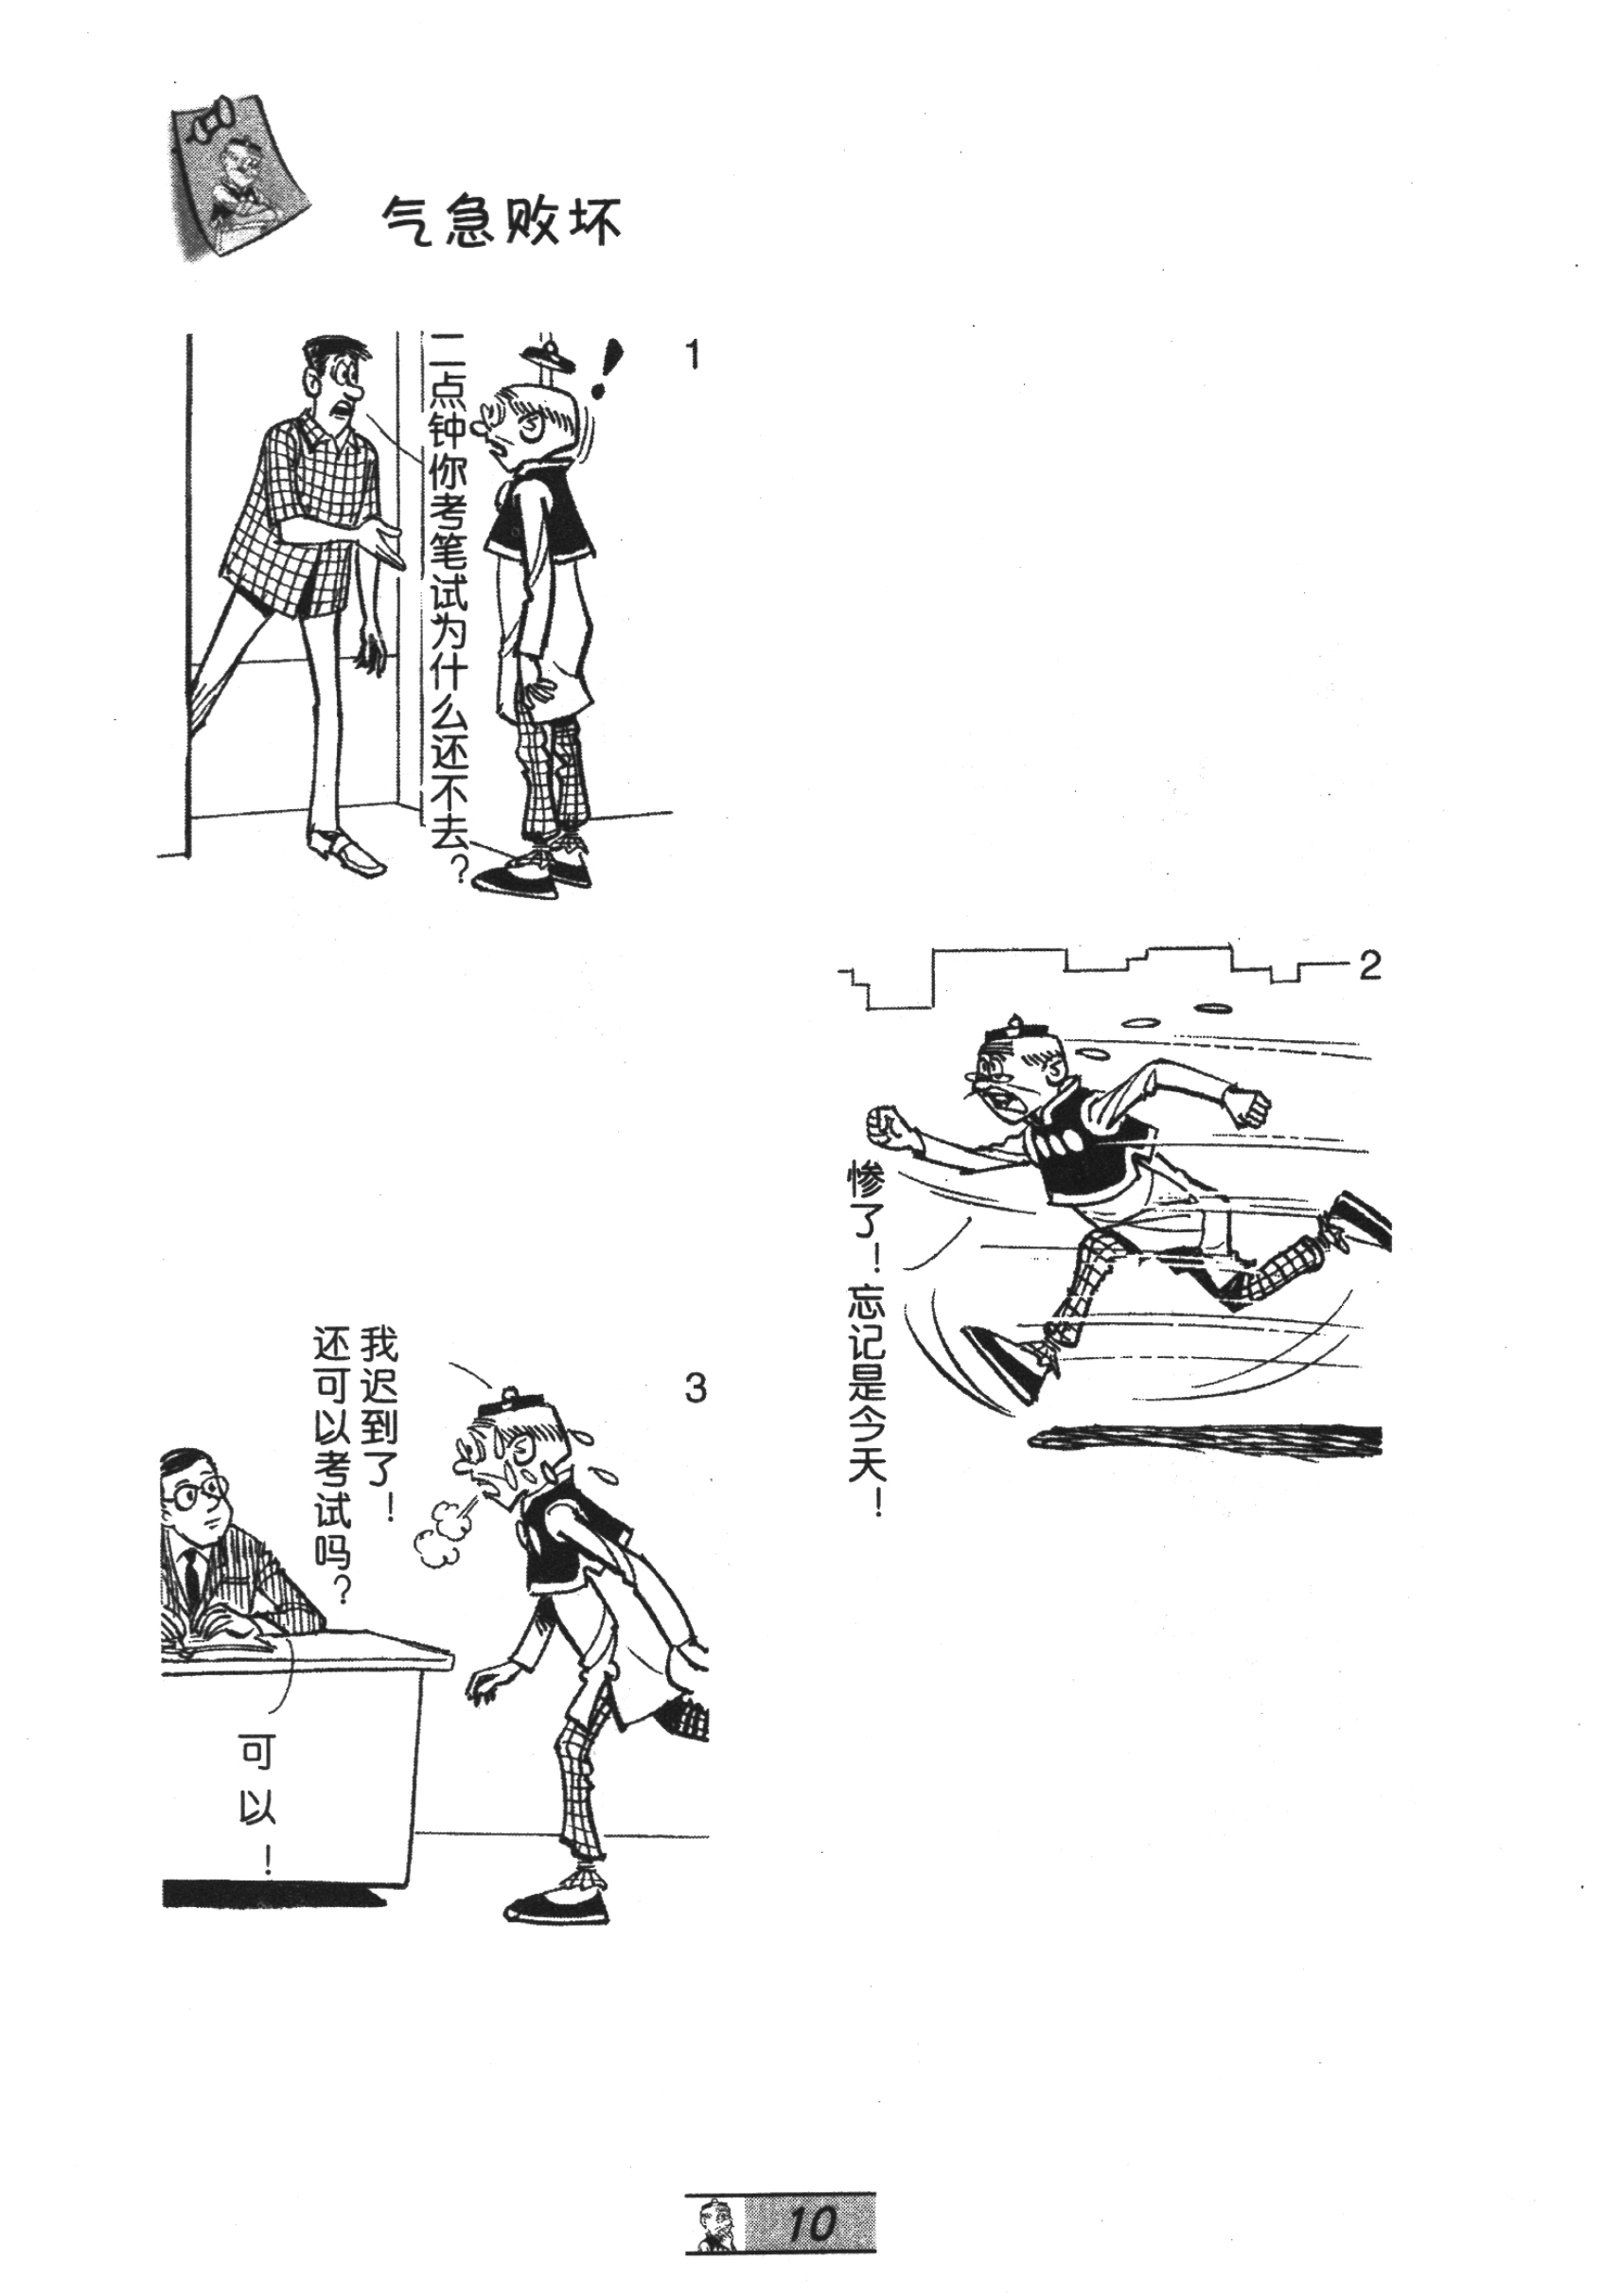 气急败坏
1
二点钟你考笔试为什么还不去？
2
惨了！忘记是今天！
3
我迟到了！
还可以考试吗？
可以！
10